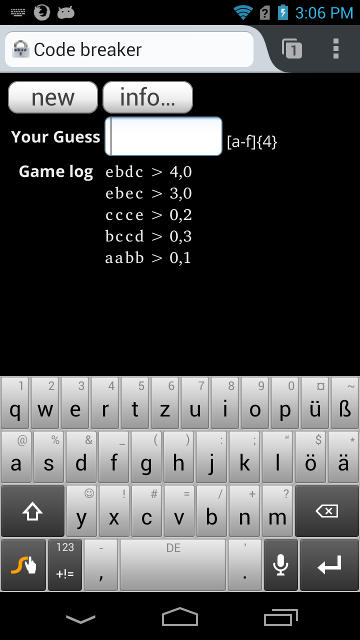 3:06 PM
Code breaker
1
new info...
Your Guess [a-f]{4}
Game log ebdc > 4,0
ebec > 3,0
ccce > 0,2
bccd > 0,3
aabb > 0,1
1 2 3 4 5 6 7 8 9 0 ¤ ~
q w e r t z u i o p ü ß
@ % & _ ( ) : ; " $ *
a s d f g h j k l ö ä
☺ ! # = / + ?
y x c v b n m
123 - DE '
+!= , .